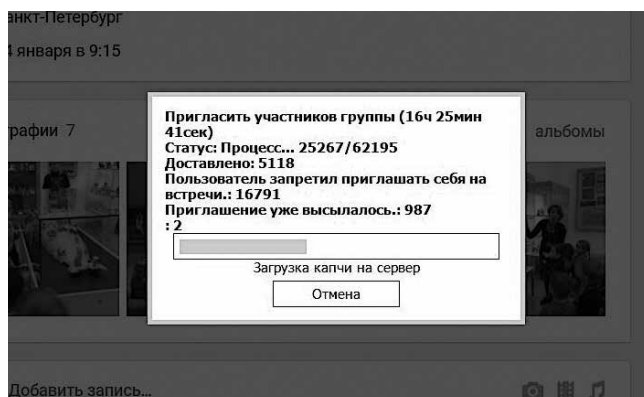 анкт-Петербург
4 января в 9:15
рафии 7
альбомы
Пригласить участников группы (16ч 25мин
41сек)
Статус: Процесс... 25267/62195
Доставлено: 5118
Пользователь запретил приглашать себя на
встречи.: 16791
Приглашение уже высылалось.: 987
: 2
Загрузка капчи на сервер
Отмена
Добавить запись...